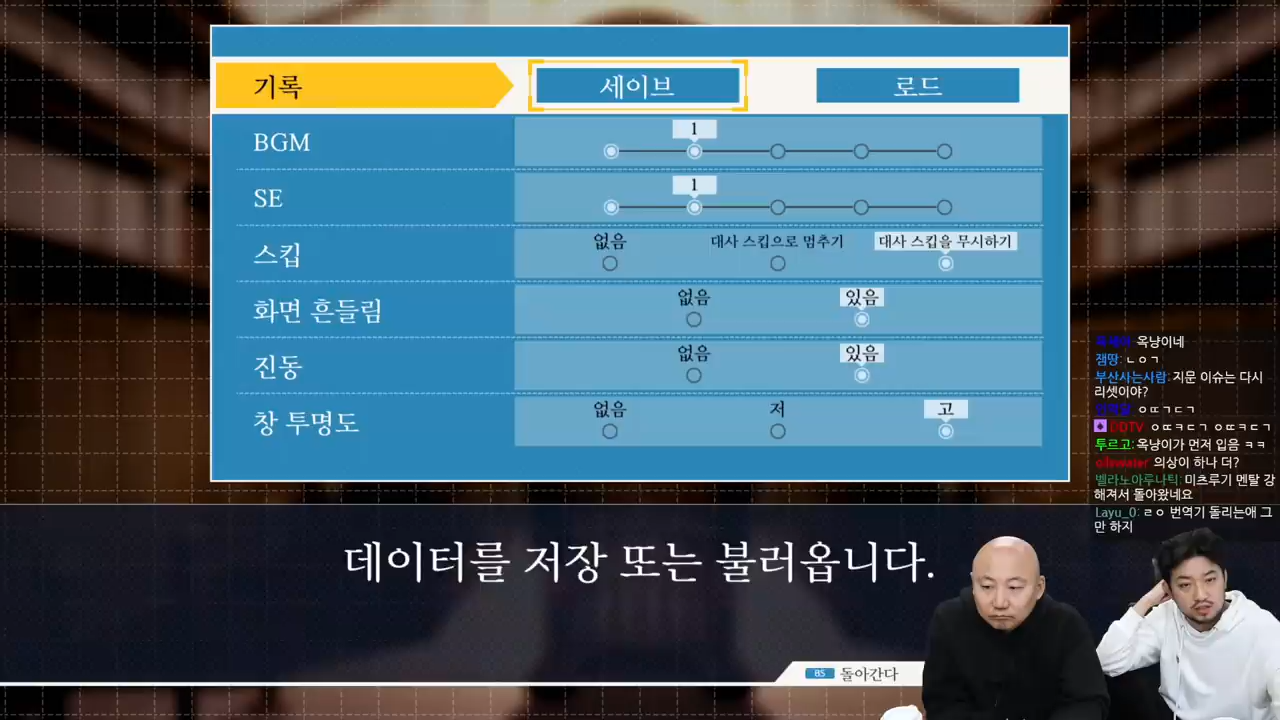 기록
세이브
로드
BGM
1
SE
1
스킵
없음
대사 스킵으로 멈추기
대사 스킵을 무시하기
화면 흔들림
없음
있음
진동
없음
있음
창 투명도
없음
저
고
옥냥이네
잼땅: ㄴㅇㄱ
부산사는사람: 지문 이슈는 다시
리셋이야?
ㅇㄸㄱㄷㄱ
DDTV ㅇㄸㅋㄷㄱ ㅇㄸㅋㄷㄱ
투르고: 옥냥이가 먼저 입음 ㅋㅋ
의상이 하나 더?
벨라노아루나틱: 미츠루기 멘탈 강
해져서 돌아왔네요
Layu_0: ㄹㅇ 번역기 돌리는애 그
만 하지
데이터를 저장 또는 불러옵니다.
BS 돌아간다